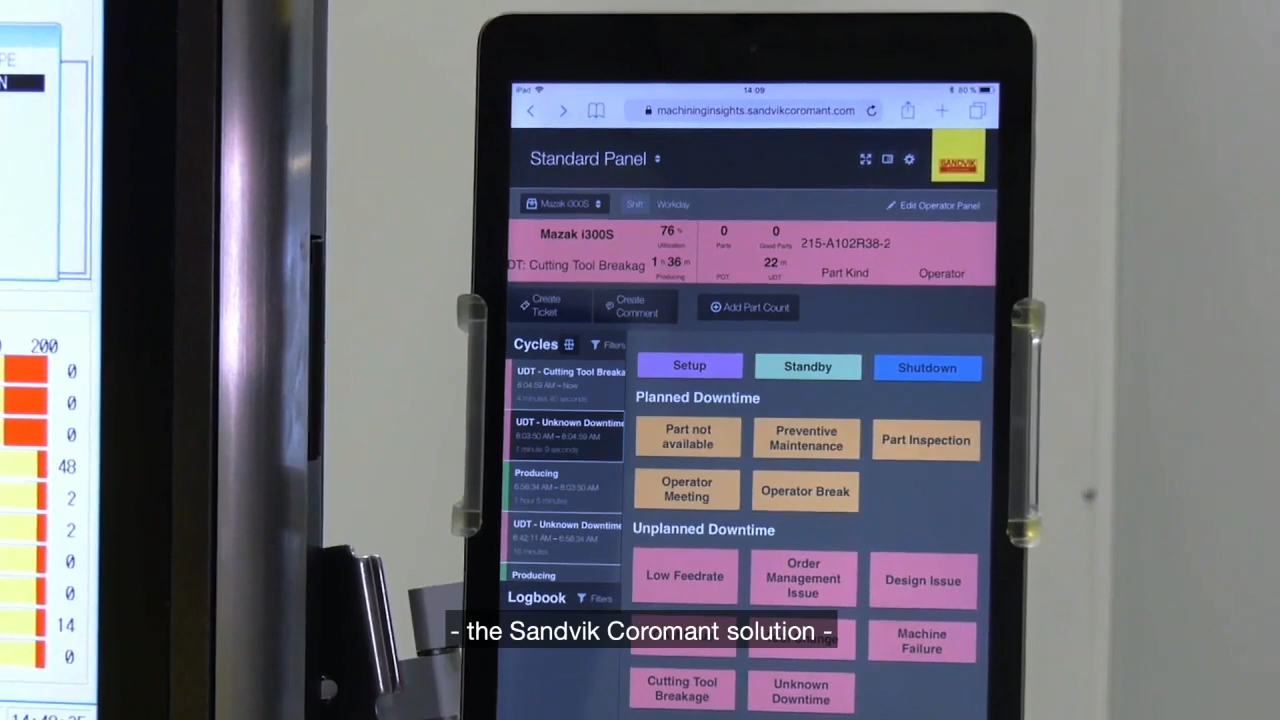 PE
N
200
0
0
0
48
2
2
0
0
14
0
iPad
14 09
80 %
machininginsights.sandvikcoromant.com
Standard Panel
SANDVIK
Mazak i300S
Shift
Workday
Edit Operator Panel
Mazak i300S
76 %
Utilization
0
Parts
0
Good Parts
215-A102R38-2
DT: Cutting Tool Breakag
1 h 36 m
Producing
PDT
22 m
UDT
Part Kind
Operator
Create
Ticket
Create
Comment
Add Part Count
Cycles
Filters
UDT - Cutting Tool Breaka
8:04:59 AM – Now
4 minutes 40 seconds
UDT - Unknown Downtime
8:03:50 AM – 8:04:59 AM
1 minute 9 seconds
Producing
6:58:34 AM – 8:03:50 AM
1 hour 5 minutes
UDT - Unknown Downtime
6:42:11 AM – 6:58:34 AM
16 minutes
Producing
Logbook
Filters
Setup
Standby
Shutdown
Planned Downtime
Part not
available
Preventive
Maintenance
Part Inspection
Operator
Meeting
Operator Break
Unplanned Downtime
Low Feedrate
Order
Management
Issue
Design Issue
Machine
Failure
Cutting Tool
Breakage
Unknown
Downtime
- the Sandvik Coromant solution -